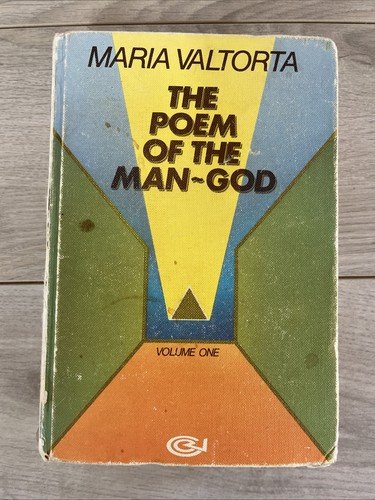 MARIA VALTORTA
THE
POEM
OF THE
MAN~GOD
VOLUME ONE